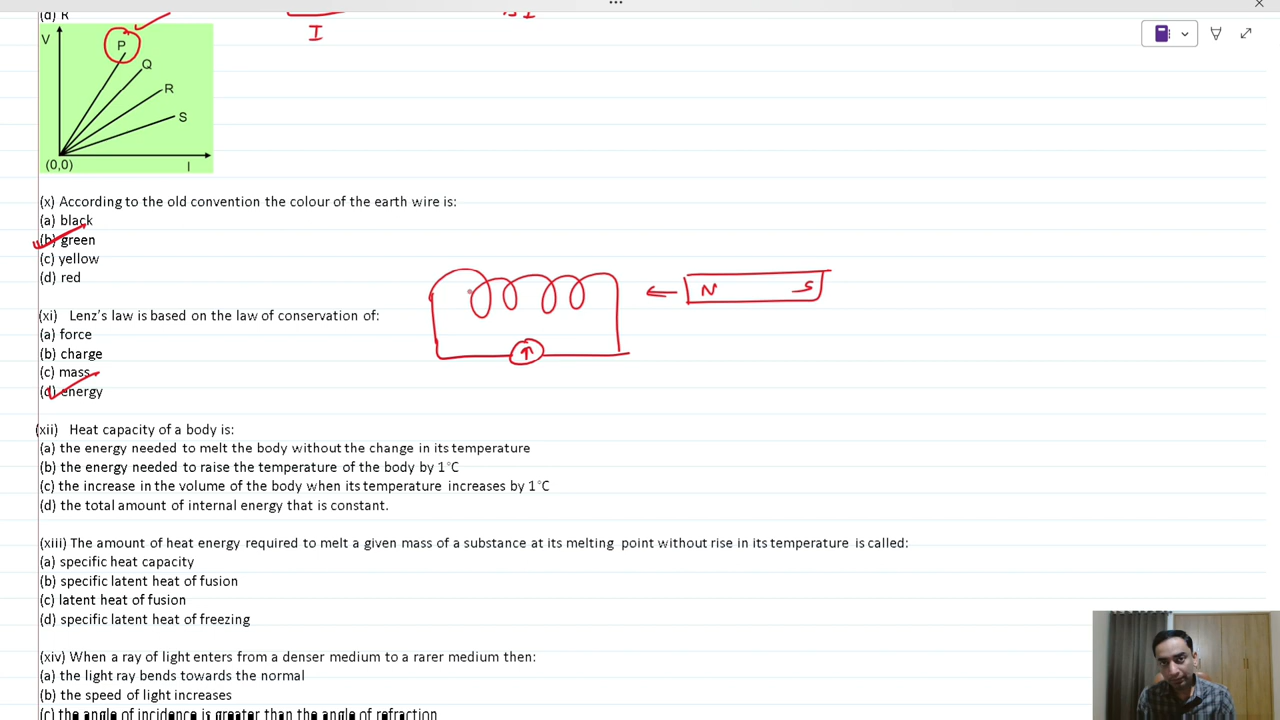 (d) R
I
V
P
Q
R
S
(0,0)
I
(x) According to the old convention the colour of the earth wire is:
(a) black
(b) green
(c) yellow
(d) red
N S
(xi) Lenz's law is based on the law of conservation of:
(a) force
(b) charge
(c) mass
(d) energy
(xii) Heat capacity of a body is:
(a) the energy needed to melt the body without the change in its temperature
(b) the energy needed to raise the temperature of the body by 1°C
(c) the increase in the volume of the body when its temperature increases by 1°C
(d) the total amount of internal energy that is constant.
(xiii) The amount of heat energy required to melt a given mass of a substance at its melting point without rise in its temperature is called:
(a) specific heat capacity
(b) specific latent heat of fusion
(c) latent heat of fusion
(d) specific latent heat of freezing
(xiv) When a ray of light enters from a denser medium to a rarer medium then:
(a) the light ray bends towards the normal
(b) the speed of light increases
(c) the angle of incidence is greater than the angle of refraction